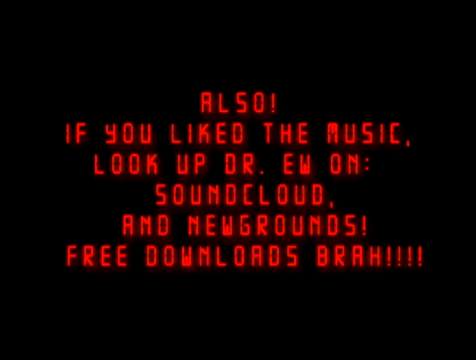 ALSO!
IF YOU LIKED THE MUSIC,
LOOK UP DR. EW ON:
SOUNDCLOUD,
AND NEWGROUNDS!
FREE DOWNLOADS BRAH!!!!